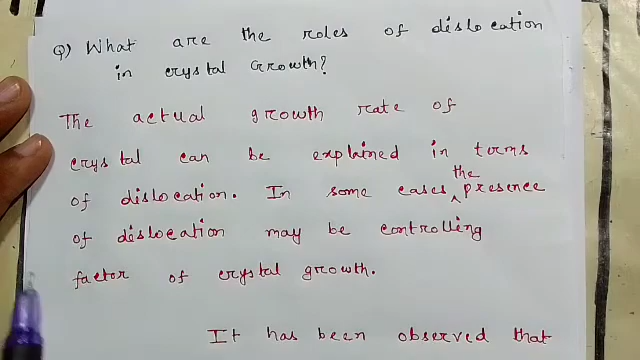 Q) What are the roles of dislocation
in crystal Growth?
The actual growth rate of
crystal can be explained in terms
of dislocation. In some cases the presence
of dislocation may be controlling
factor of crystal growth.
It has been observed that